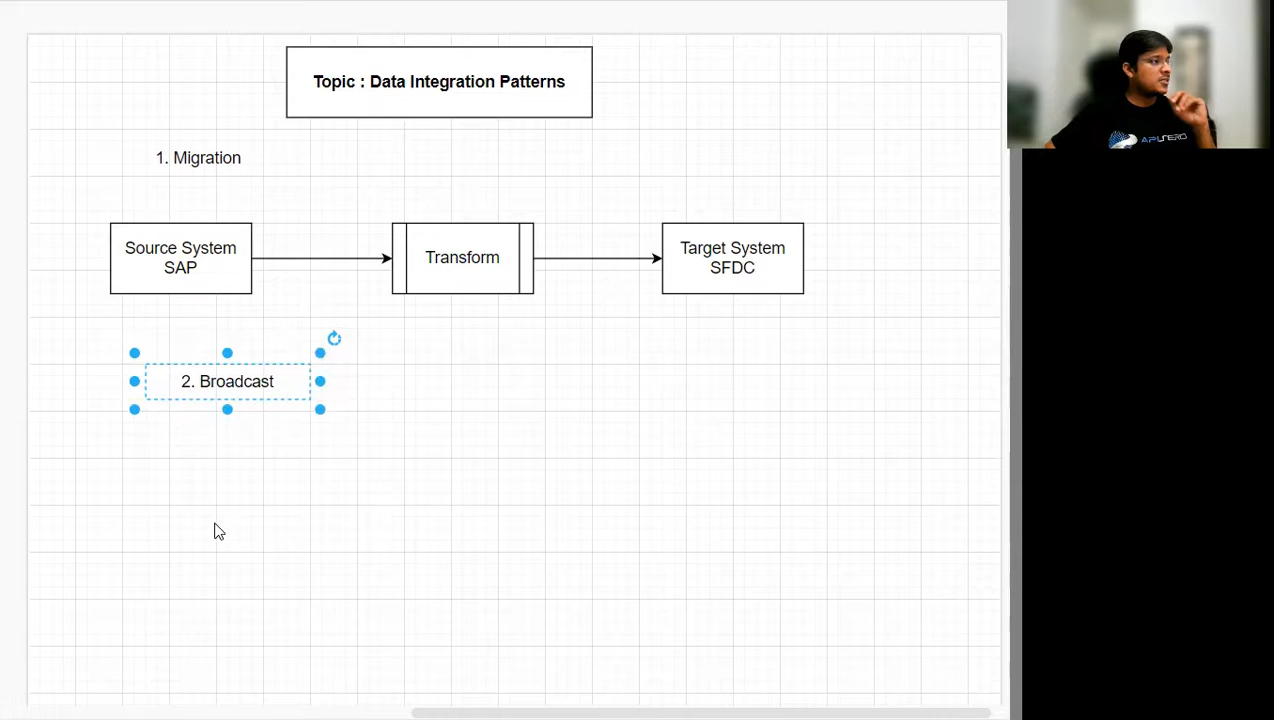 Topic : Data Integration Patterns
1. Migration
Source System
SAP
Transform
Target System
SFDC
2. Broadcast